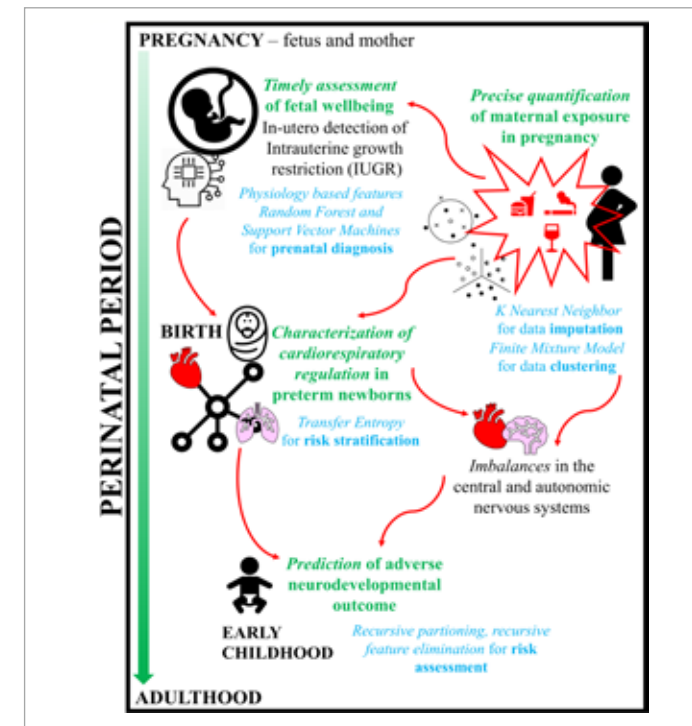 PREGNANCY – fetus and mother
Timely assessment
of fetal wellbeing
In-utero detection of
Intrauterine growth
restriction (IUGR)
Physiology based features
Random Forest and
Support Vector Machines
for prenatal diagnosis
Precise quantification
of maternal exposure
in pregnancy
K Nearest Neighbor
for data imputation
Finite Mixture Model
for data clustering
PERINATAL PERIOD
BIRTH
Characterization of
cardiorespiratory
regulation in
preterm newborns
Transfer Entropy
for risk stratification
Imbalances in the
central and autonomic
nervous systems
Prediction of adverse
neurodevelopmental
outcome
EARLY
CHILDHOOD
Recursive partioning, recursive
feature elimination for risk
assessment
ADULTHOOD